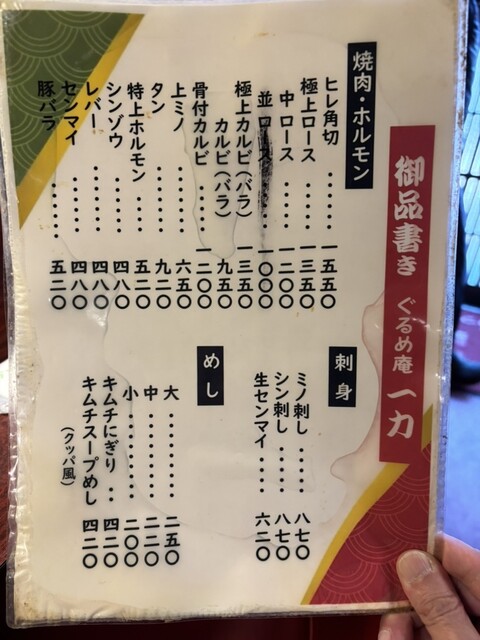 御品書き ぐるめ庵 一力
焼肉・ホルモン
ヒレ角切……一五五〇
極上ロース……一三五〇
中ロース……一二〇〇
並ロース……一〇〇〇
極上カルビ(バラ)一三五〇
カルビ(バラ)九五〇
骨付カルビ……一二〇〇
上ミノ……六五〇
タン……九二〇
特上ホルモン……五二〇
シンゾウ……四八〇
レバー……四八〇
センマイ……四八〇
豚バラ……五二〇
刺身
ミノ刺し……八七〇
シン刺し……八七〇
生センマイ……六二〇
めし
大……二五〇
中……二二〇
小……二〇〇
キムチにぎり‥四二〇
キムチスープめし 四二〇
(クッパ風)